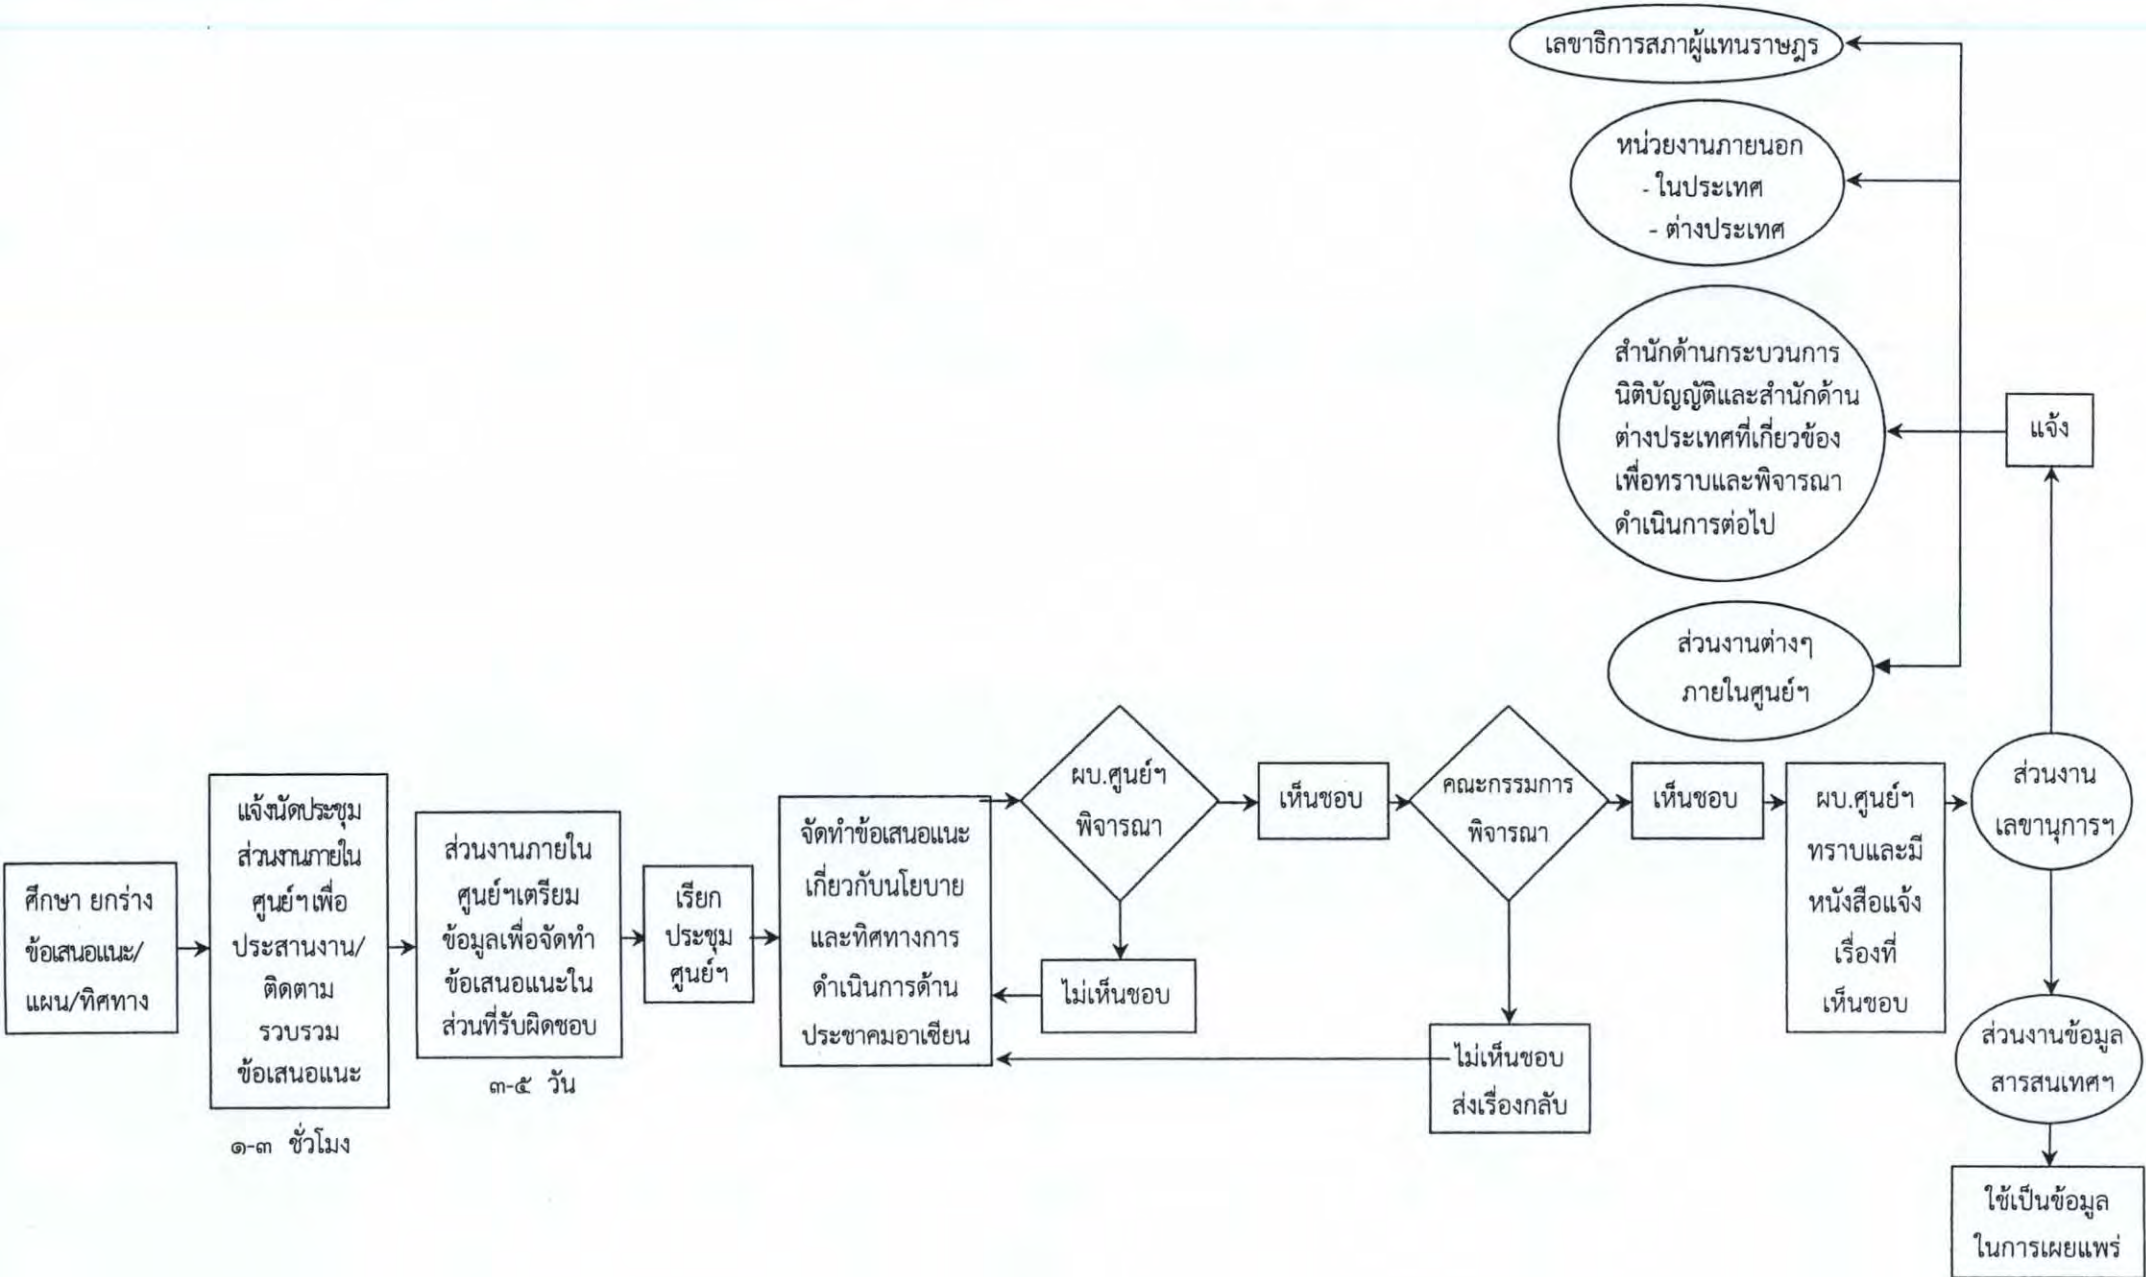 เลขาธิการสภาผู้แทนราษฎร
หน่วยงานภายนอก
- ในประเทศ
- ต่างประเทศ
สำนักด้านกระบวนการ
นิติบัญญัติและสำนักด้าน
ต่างประเทศที่เกี่ยวข้อง
เพื่อทราบและพิจารณา
ดำเนินการต่อไป
แจ้ง
ส่วนงานต่างๆ
ภายในศูนย์ฯ
ศึกษา ยกร่าง
ข้อเสนอแนะ/
แผน/ทิศทาง
แจ้งนัดประชุม
ส่วนงานภายใน
ศูนย์ฯ เพื่อ
ประสานงาน/
ติดตาม
รวบรวม
ข้อเสนอแนะ
๑-๓ ชั่วโมง
ส่วนงานภายใน
ศูนย์ฯเตรียม
ข้อมูลเพื่อจัดทำ
ข้อเสนอแนะใน
ส่วนที่รับผิดชอบ
๓-๕ วัน
เรียก
ประชุม
ศูนย์ฯ
จัดทำข้อเสนอแนะ
เกี่ยวกับนโยบาย
และทิศทางการ
ดำเนินการด้าน
ประชาคมอาเซียน
ผบ.ศูนย์ฯ
พิจารณา
ไม่เห็นชอบ
เห็นชอบ
คณะกรรมการ
พิจารณา
ไม่เห็นชอบ
ส่งเรื่องกลับ
เห็นชอบ
ผบ.ศูนย์ฯ
ทราบและมี
หนังสือแจ้ง
เรื่องที่
เห็นชอบ
ส่วนงาน
เลขานุการฯ
ส่วนงานข้อมูล
สารสนเทศฯ
ใช้เป็นข้อมูล
ในการเผยแพร่